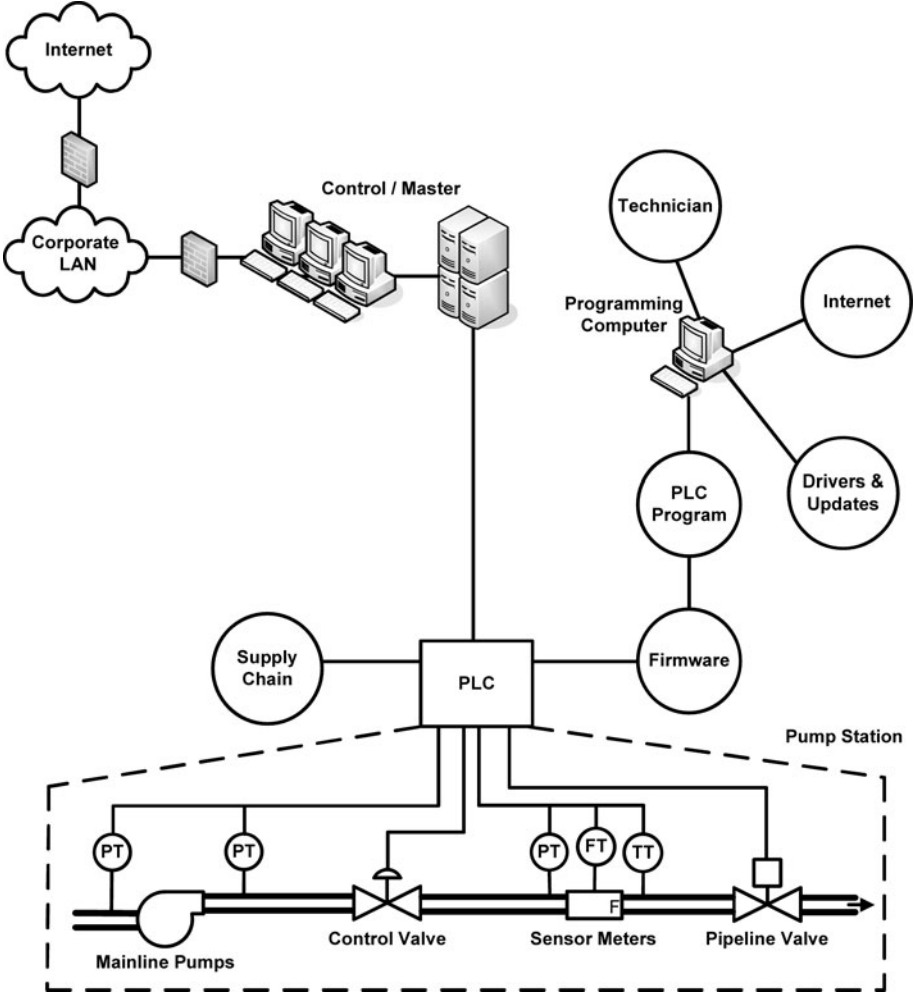 Internet
Corporate
LAN
Control / Master
Technician
Programming
Computer
Internet
PLC
Program
Drivers &
Updates
Supply
Chain
PLC
Firmware
Pump Station
PT
PT
PT
FT
TT
F
Mainline Pumps
Control Valve
Sensor Meters
Pipeline Valve